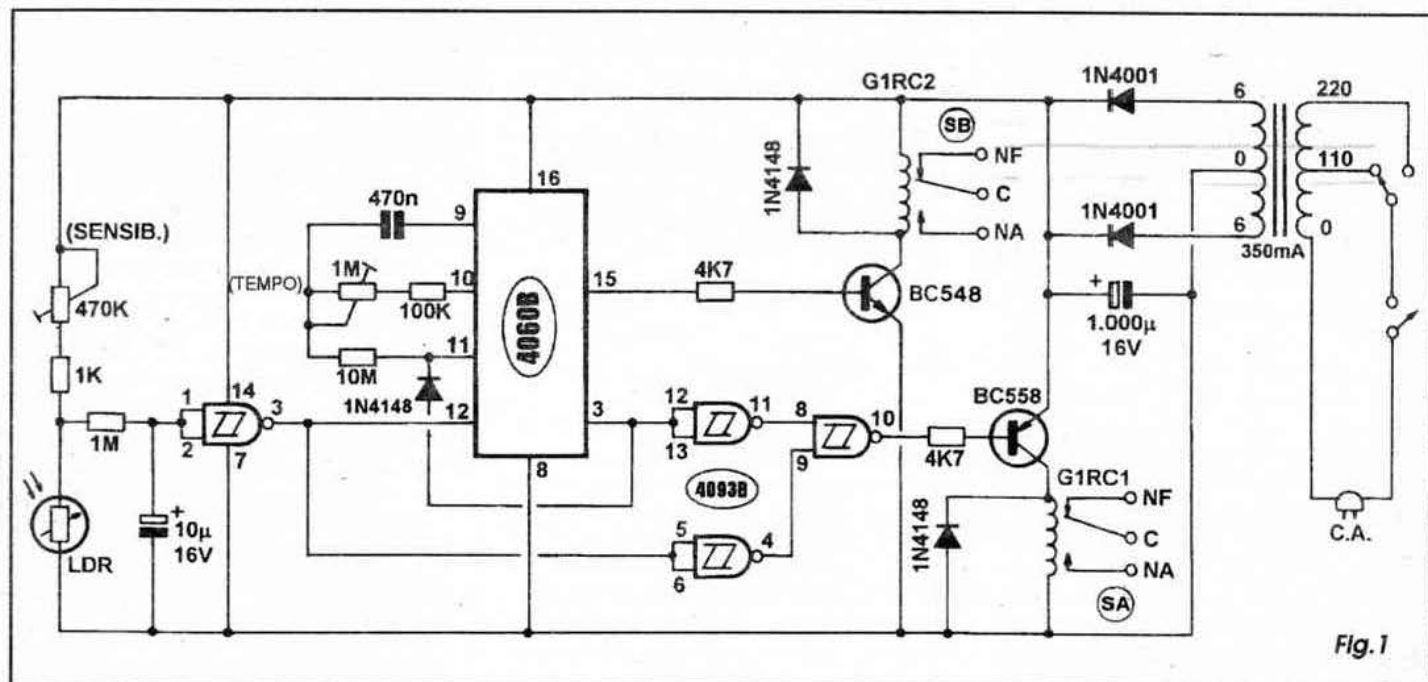 G1RC2
1N4001
6
220
SB
NF
1N4148
C
NA
0
110
16
470n
9
(SENSIB.)
1N4001
6
0
350mA
(TEMPO)
1M
10
100K
15
4K7
BC548
470K
4060B
+
1.000µ
16V
10M
11
1K
1
14
3
1N4148
12
3
12
11
8
BC558
1M
2
7
13
9
10
4K7
8
4093B
G1RC1
NF
C.A.
LDR
+
10µ
16V
5
4
6
1N4148
C
NA
SA
Fig.1